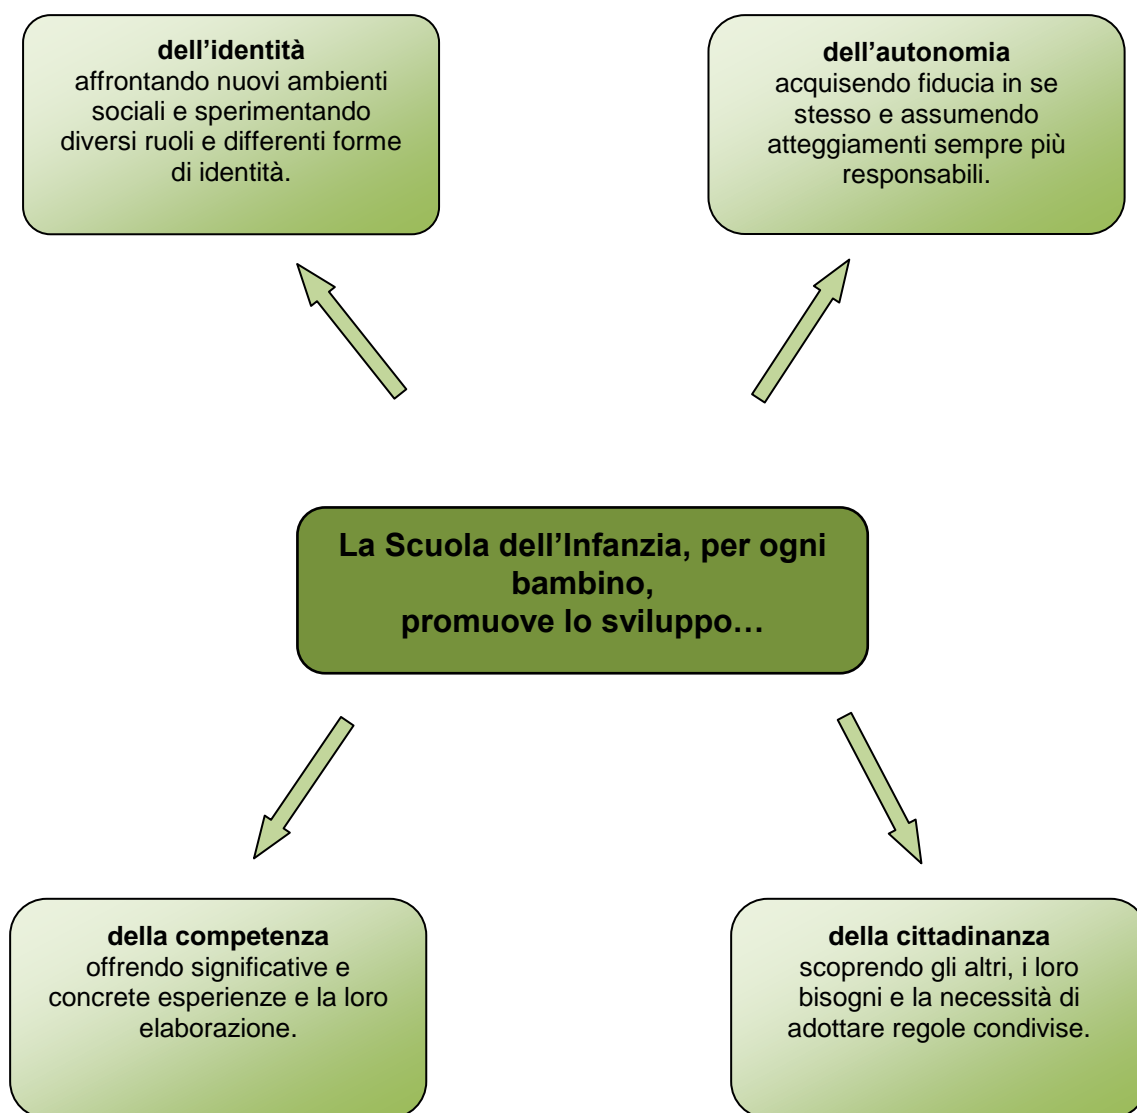 dell’identità
affrontando nuovi ambienti
sociali e sperimentando
diversi ruoli e differenti forme
di identità.
dell’autonomia
acquisendo fiducia in se
stesso e assumendo
atteggiamenti sempre più
responsabili.
La Scuola dell’Infanzia, per ogni
bambino,
promuove lo sviluppo…
della competenza
offrendo significative e
concrete esperienze e la loro
elaborazione.
della cittadinanza
scoprendo gli altri, i loro
bisogni e la necessità di
adottare regole condivise.